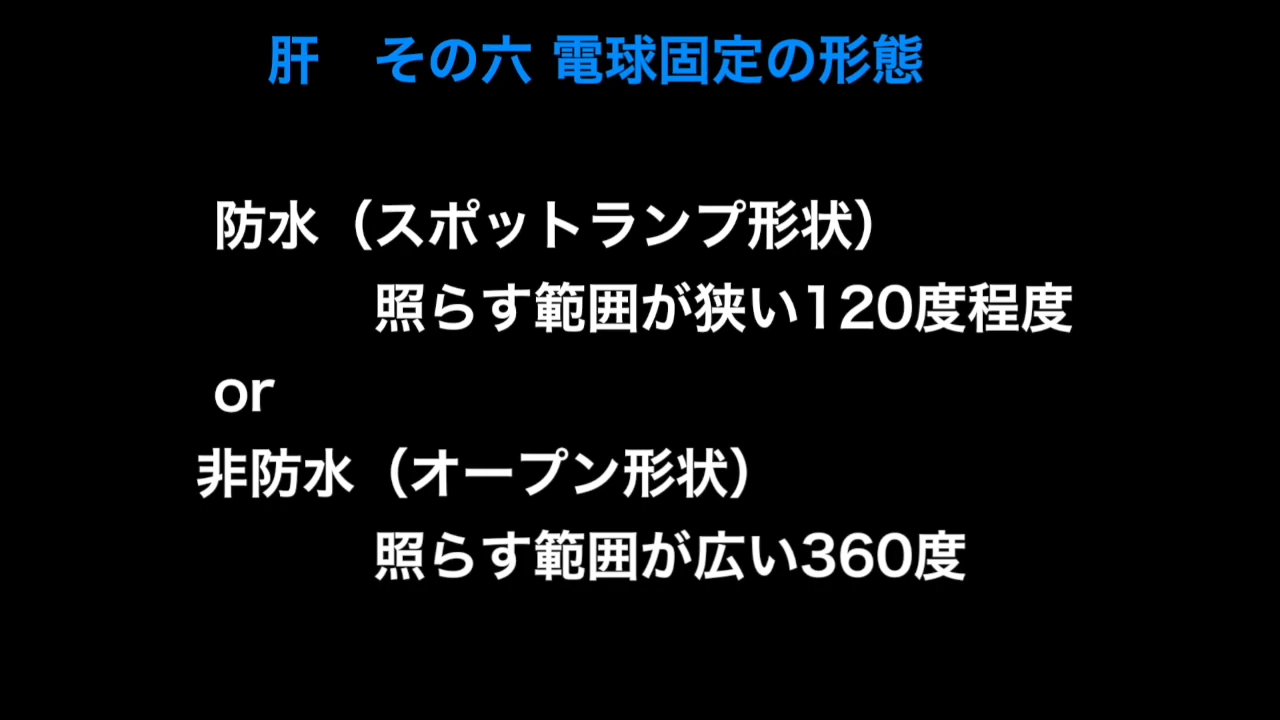 肝　その六 電球固定の形態
防水（スポットランプ形状）
照らす範囲が狭い120度程度
or
非防水（オープン形状）
照らす範囲が広い360度